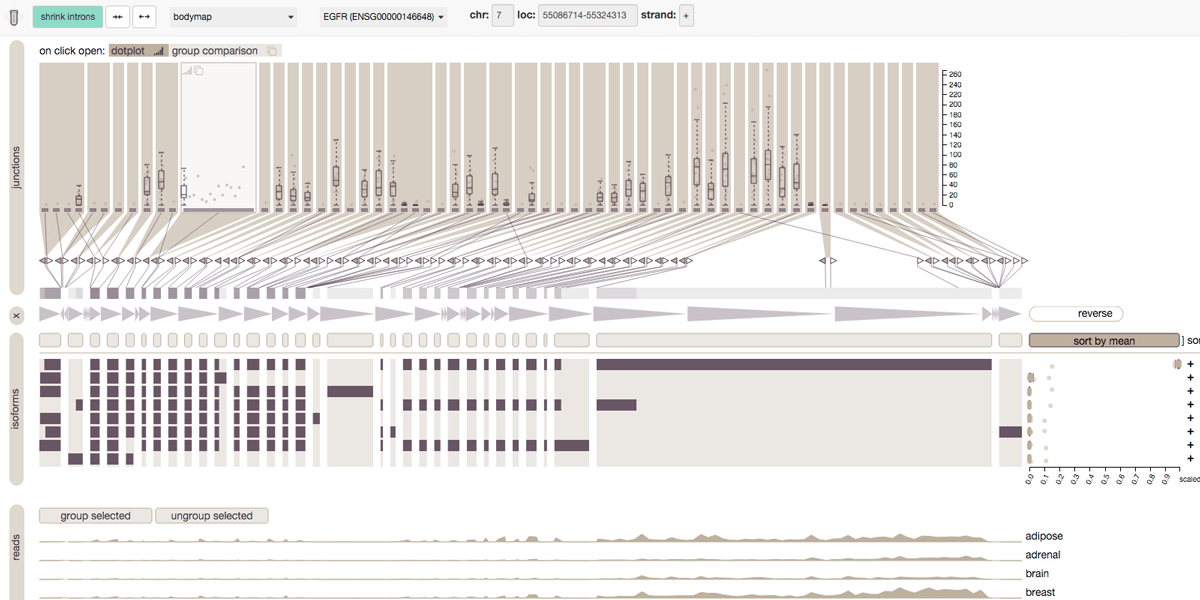 shrink introns bodymap EGFR (ENSG00000146648) chr: 7 loc: 55086714-55324313 strand: +
on click open: dotplot group comparison
junctions
260
240
220
200
180
160
140
120
100
80
60
40
20
0
x
reverse
sort by mean ] sor
isoforms
+
+
+
+
+
+
+
+
0.0 0.1 0.2 0.3 0.4 0.5 0.6 0.7 0.8 0.9 scaled
group selected ungroup selected
reads
adipose
adrenal
brain
breast